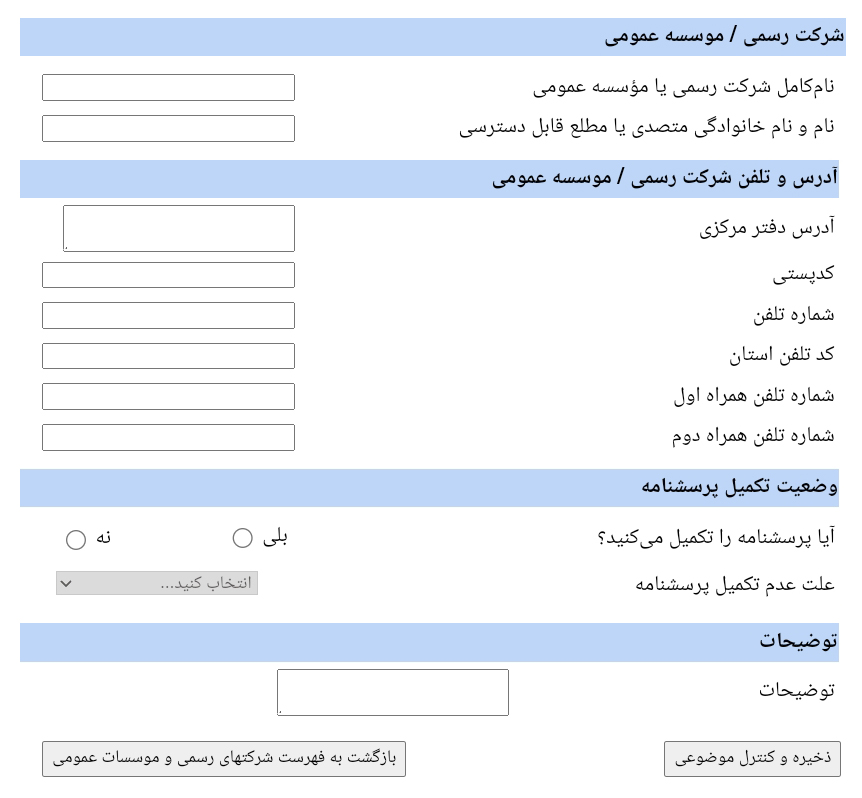 شرکت رسمی / موسسه عمومی
نام‌کامل شرکت رسمی یا مؤسسه عمومی
نام و نام خانوادگی متصدی یا مطلع قابل دسترسی
آدرس و تلفن شرکت رسمی / موسسه عمومی
آدرس دفتر مرکزی
کدپستی
شماره تلفن
کد تلفن استان
شماره تلفن همراه اول
شماره تلفن همراه دوم
وضعیت تکمیل پرسشنامه
آیا پرسشنامه را تکمیل می‌کنید؟ بلی نه
علت عدم تکمیل پرسشنامه انتخاب کنید...
توضیحات
توضیحات
ذخیره و کنترل موضوعی بازگشت به فهرست شرکتهای رسمی و موسسات عمومی